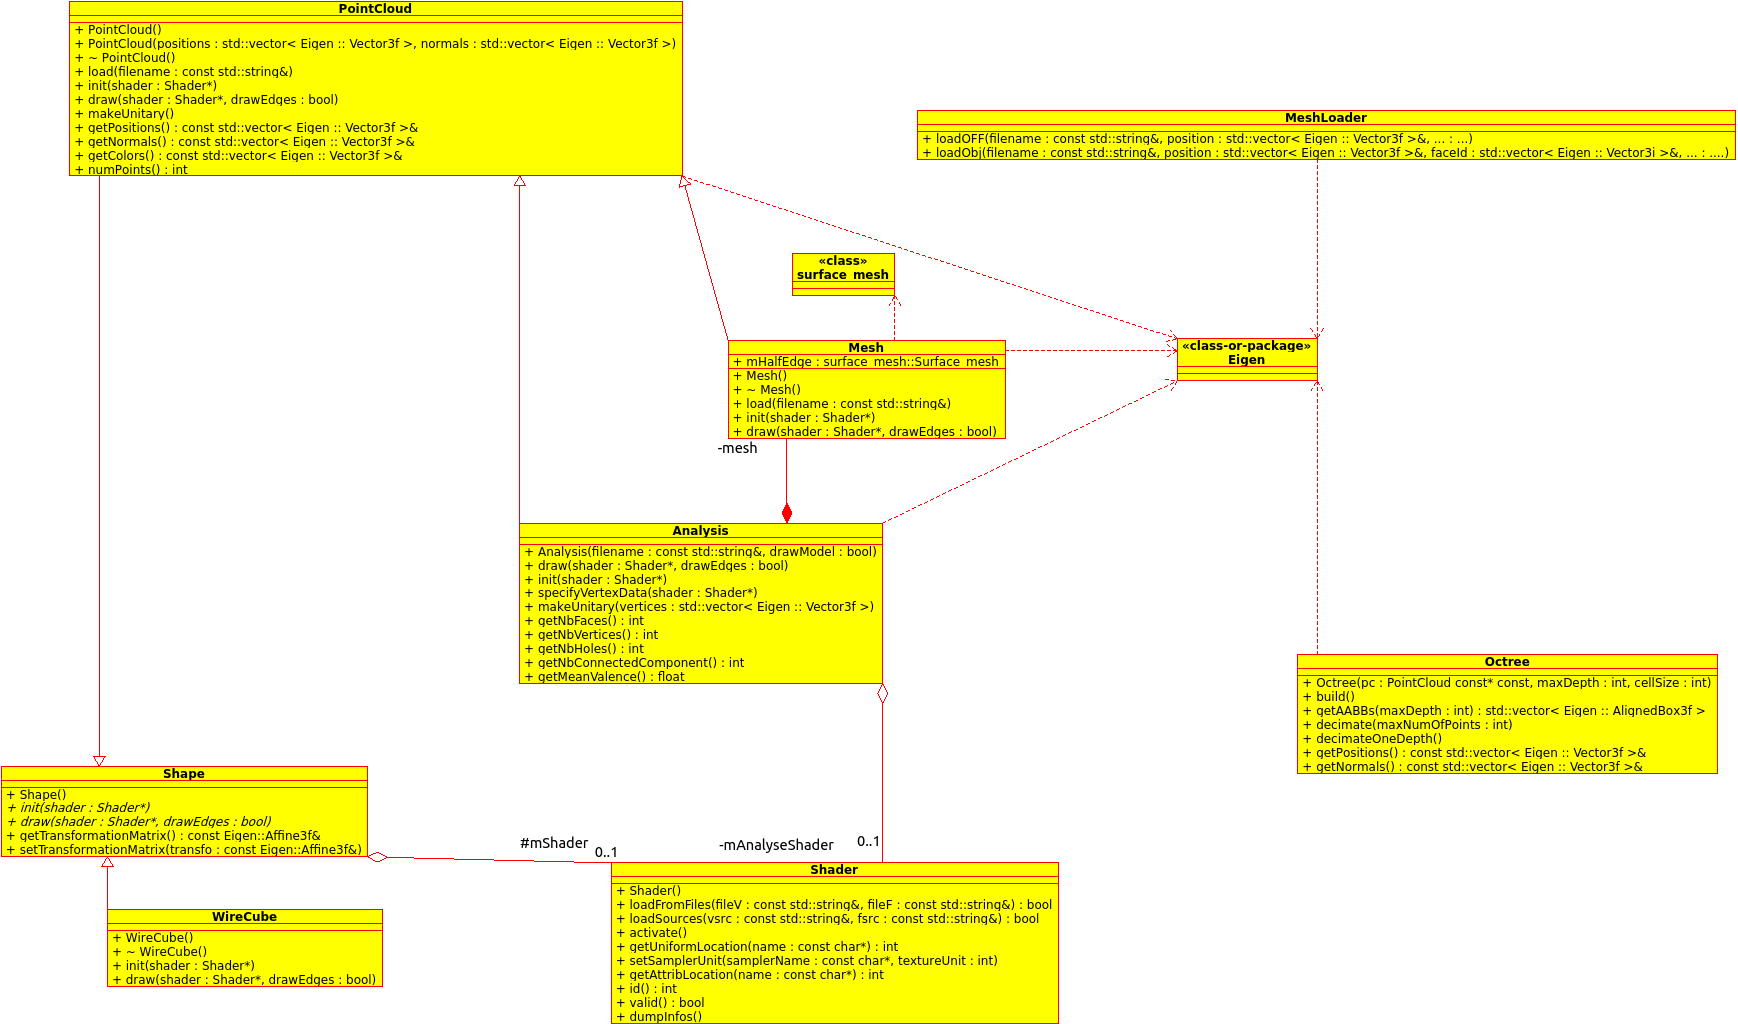 PointCloud
+ PointCloud()
+ PointCloud(positions : std::vector< Eigen :: Vector3f >, normals : std::vector< Eigen :: Vector3f >)
+ ~ PointCloud()
+ load(filename : const std::string&)
+ init(shader : Shader*)
+ draw(shader : Shader*, drawEdges : bool)
+ makeUnitary()
+ getPositions() : const std::vector< Eigen :: Vector3f >&
+ getNormals() : const std::vector< Eigen :: Vector3f >&
+ getColors() : const std::vector< Eigen :: Vector3f >&
+ numPoints() : int
MeshLoader
+ loadOFF(filename : const std::string&, position : std::vector< Eigen :: Vector3f >&, ... : ...)
+ loadObj(filename : const std::string&, position : std::vector< Eigen :: Vector3f >&, faceId : std::vector< Eigen :: Vector3i >&, ... : ....)
«class»
surface_mesh
Mesh
+ mHalfEdge : surface_mesh::Surface_mesh
+ Mesh()
+ ~ Mesh()
+ load(filename : const std::string&)
+ init(shader : Shader*)
+ draw(shader : Shader*, drawEdges : bool)
«class-or-package»
Eigen
-mesh
Analysis
+ Analysis(filename : const std::string&, drawModel : bool)
+ draw(shader : Shader*, drawEdges : bool)
+ init(shader : Shader*)
+ specifyVertexData(shader : Shader*)
+ makeUnitary(vertices : std::vector< Eigen :: Vector3f >)
+ getNbFaces() : int
+ getNbVertices() : int
+ getNbHoles() : int
+ getNbConnectedComponent() : int
+ getMeanValence() : float
Octree
+ Octree(pc : PointCloud const* const, maxDepth : int, cellSize : int)
+ build()
+ getAABBs(maxDepth : int) : std::vector< Eigen :: AlignedBox3f >
+ decimate(maxNumOfPoints : int)
+ decimateOneDepth()
+ getPositions() : const std::vector< Eigen :: Vector3f >&
+ getNormals() : const std::vector< Eigen :: Vector3f >&
Shape
+ Shape()
+ init(shader : Shader*)
+ draw(shader : Shader*, drawEdges : bool)
+ getTransformationMatrix() : const Eigen::Affine3f&
+ setTransformationMatrix(transfo : const Eigen::Affine3f&)
#mShader
0..1
-mAnalyseShader
0..1
Shader
+ Shader()
+ loadFromFiles(fileV : const std::string&, fileF : const std::string&) : bool
+ loadSources(vsrc : const std::string&, fsrc : const std::string&) : bool
+ activate()
+ getUniformLocation(name : const char*) : int
+ setSamplerUnit(samplerName : const char*, textureUnit : int)
+ getAttribLocation(name : const char*) : int
+ id() : int
+ valid() : bool
+ dumpInfos()
WireCube
+ WireCube()
+ ~ WireCube()
+ init(shader : Shader*)
+ draw(shader : Shader*, drawEdges : bool)